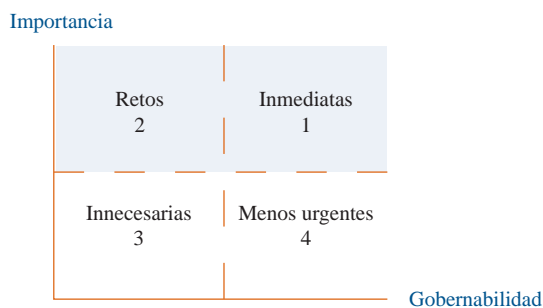 Importancia
Retos
2
Inmediatas
1
Innecesarias
3
Menos urgentes
4
Gobernabilidad